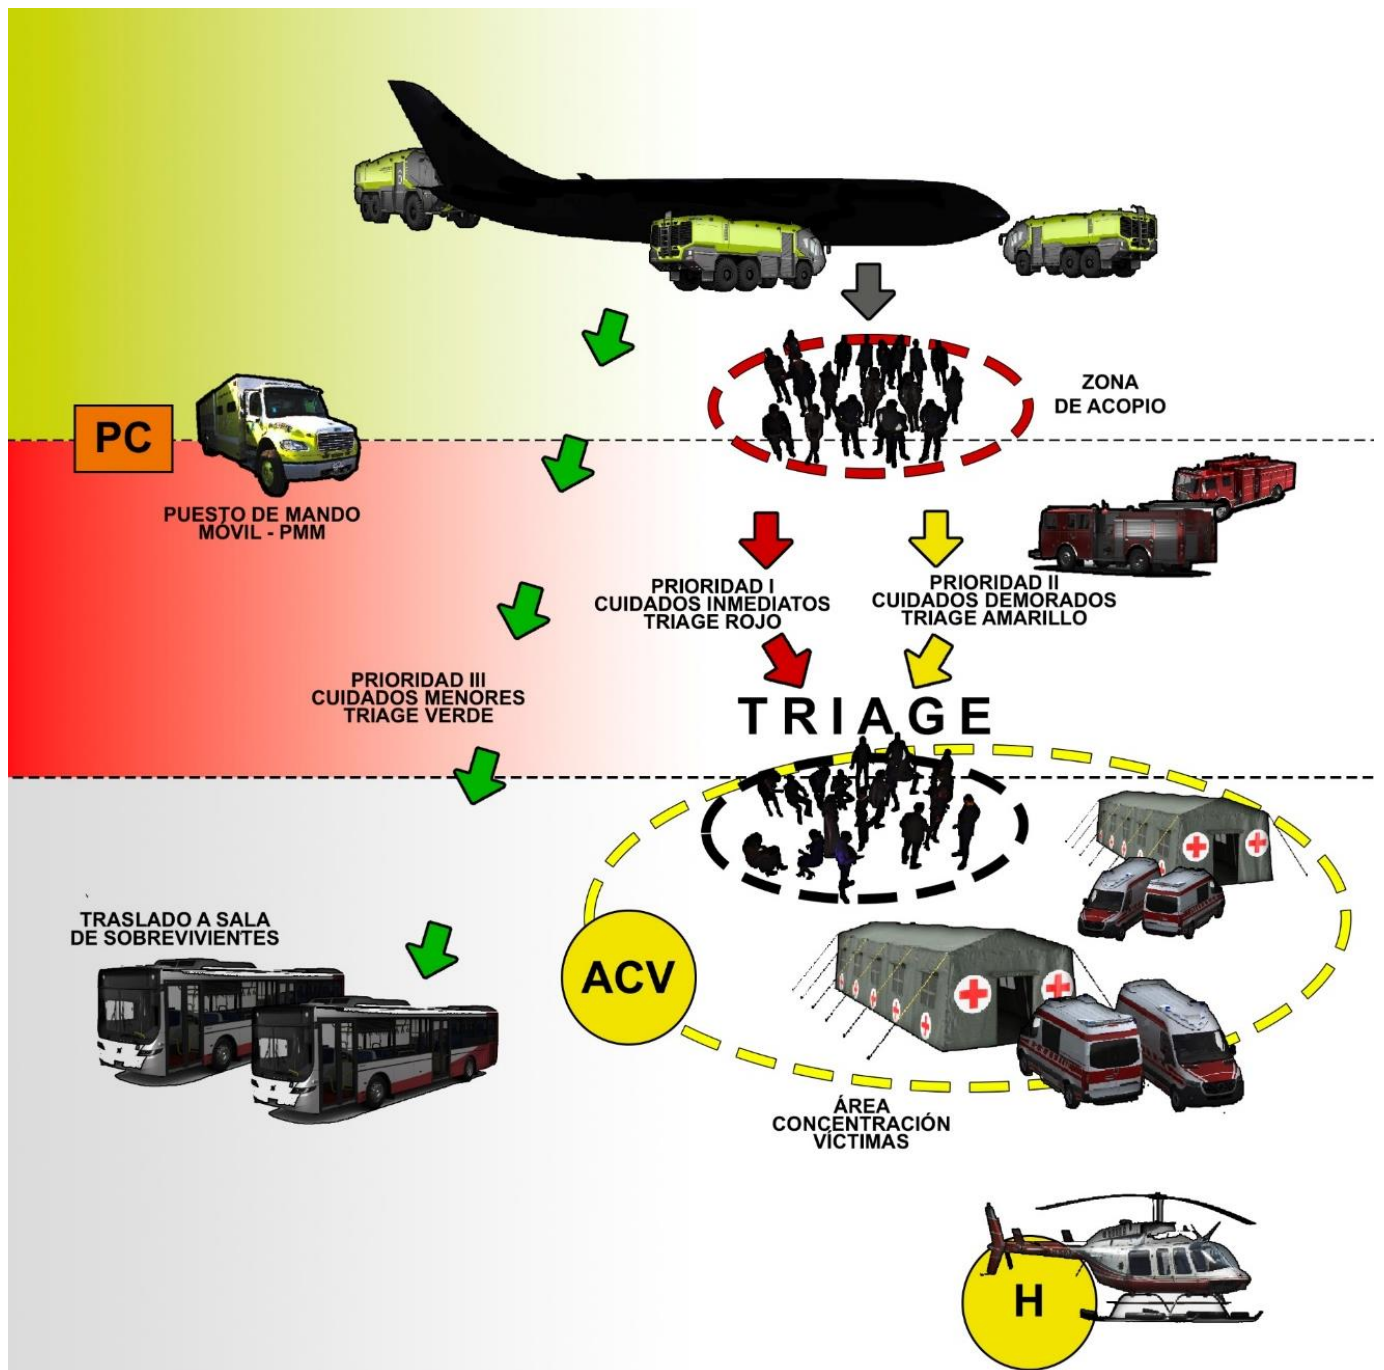 ZONA
DE ACOPIO
PC
PUESTO DE MANDO
MÓVIL - PMM
PRIORIDAD I
CUIDADOS INMEDIATOS
TRIAGE ROJO
PRIORIDAD II
CUIDADOS DEMORADOS
TRIAGE AMARILLO
PRIORIDAD III
CUIDADOS MENORES
TRIAGE VERDE
TRIAGE
TRASLADO A SALA
DE SOBREVIVIENTES
ACV
ÁREA
CONCENTRACIÓN
VÍCTIMAS
H